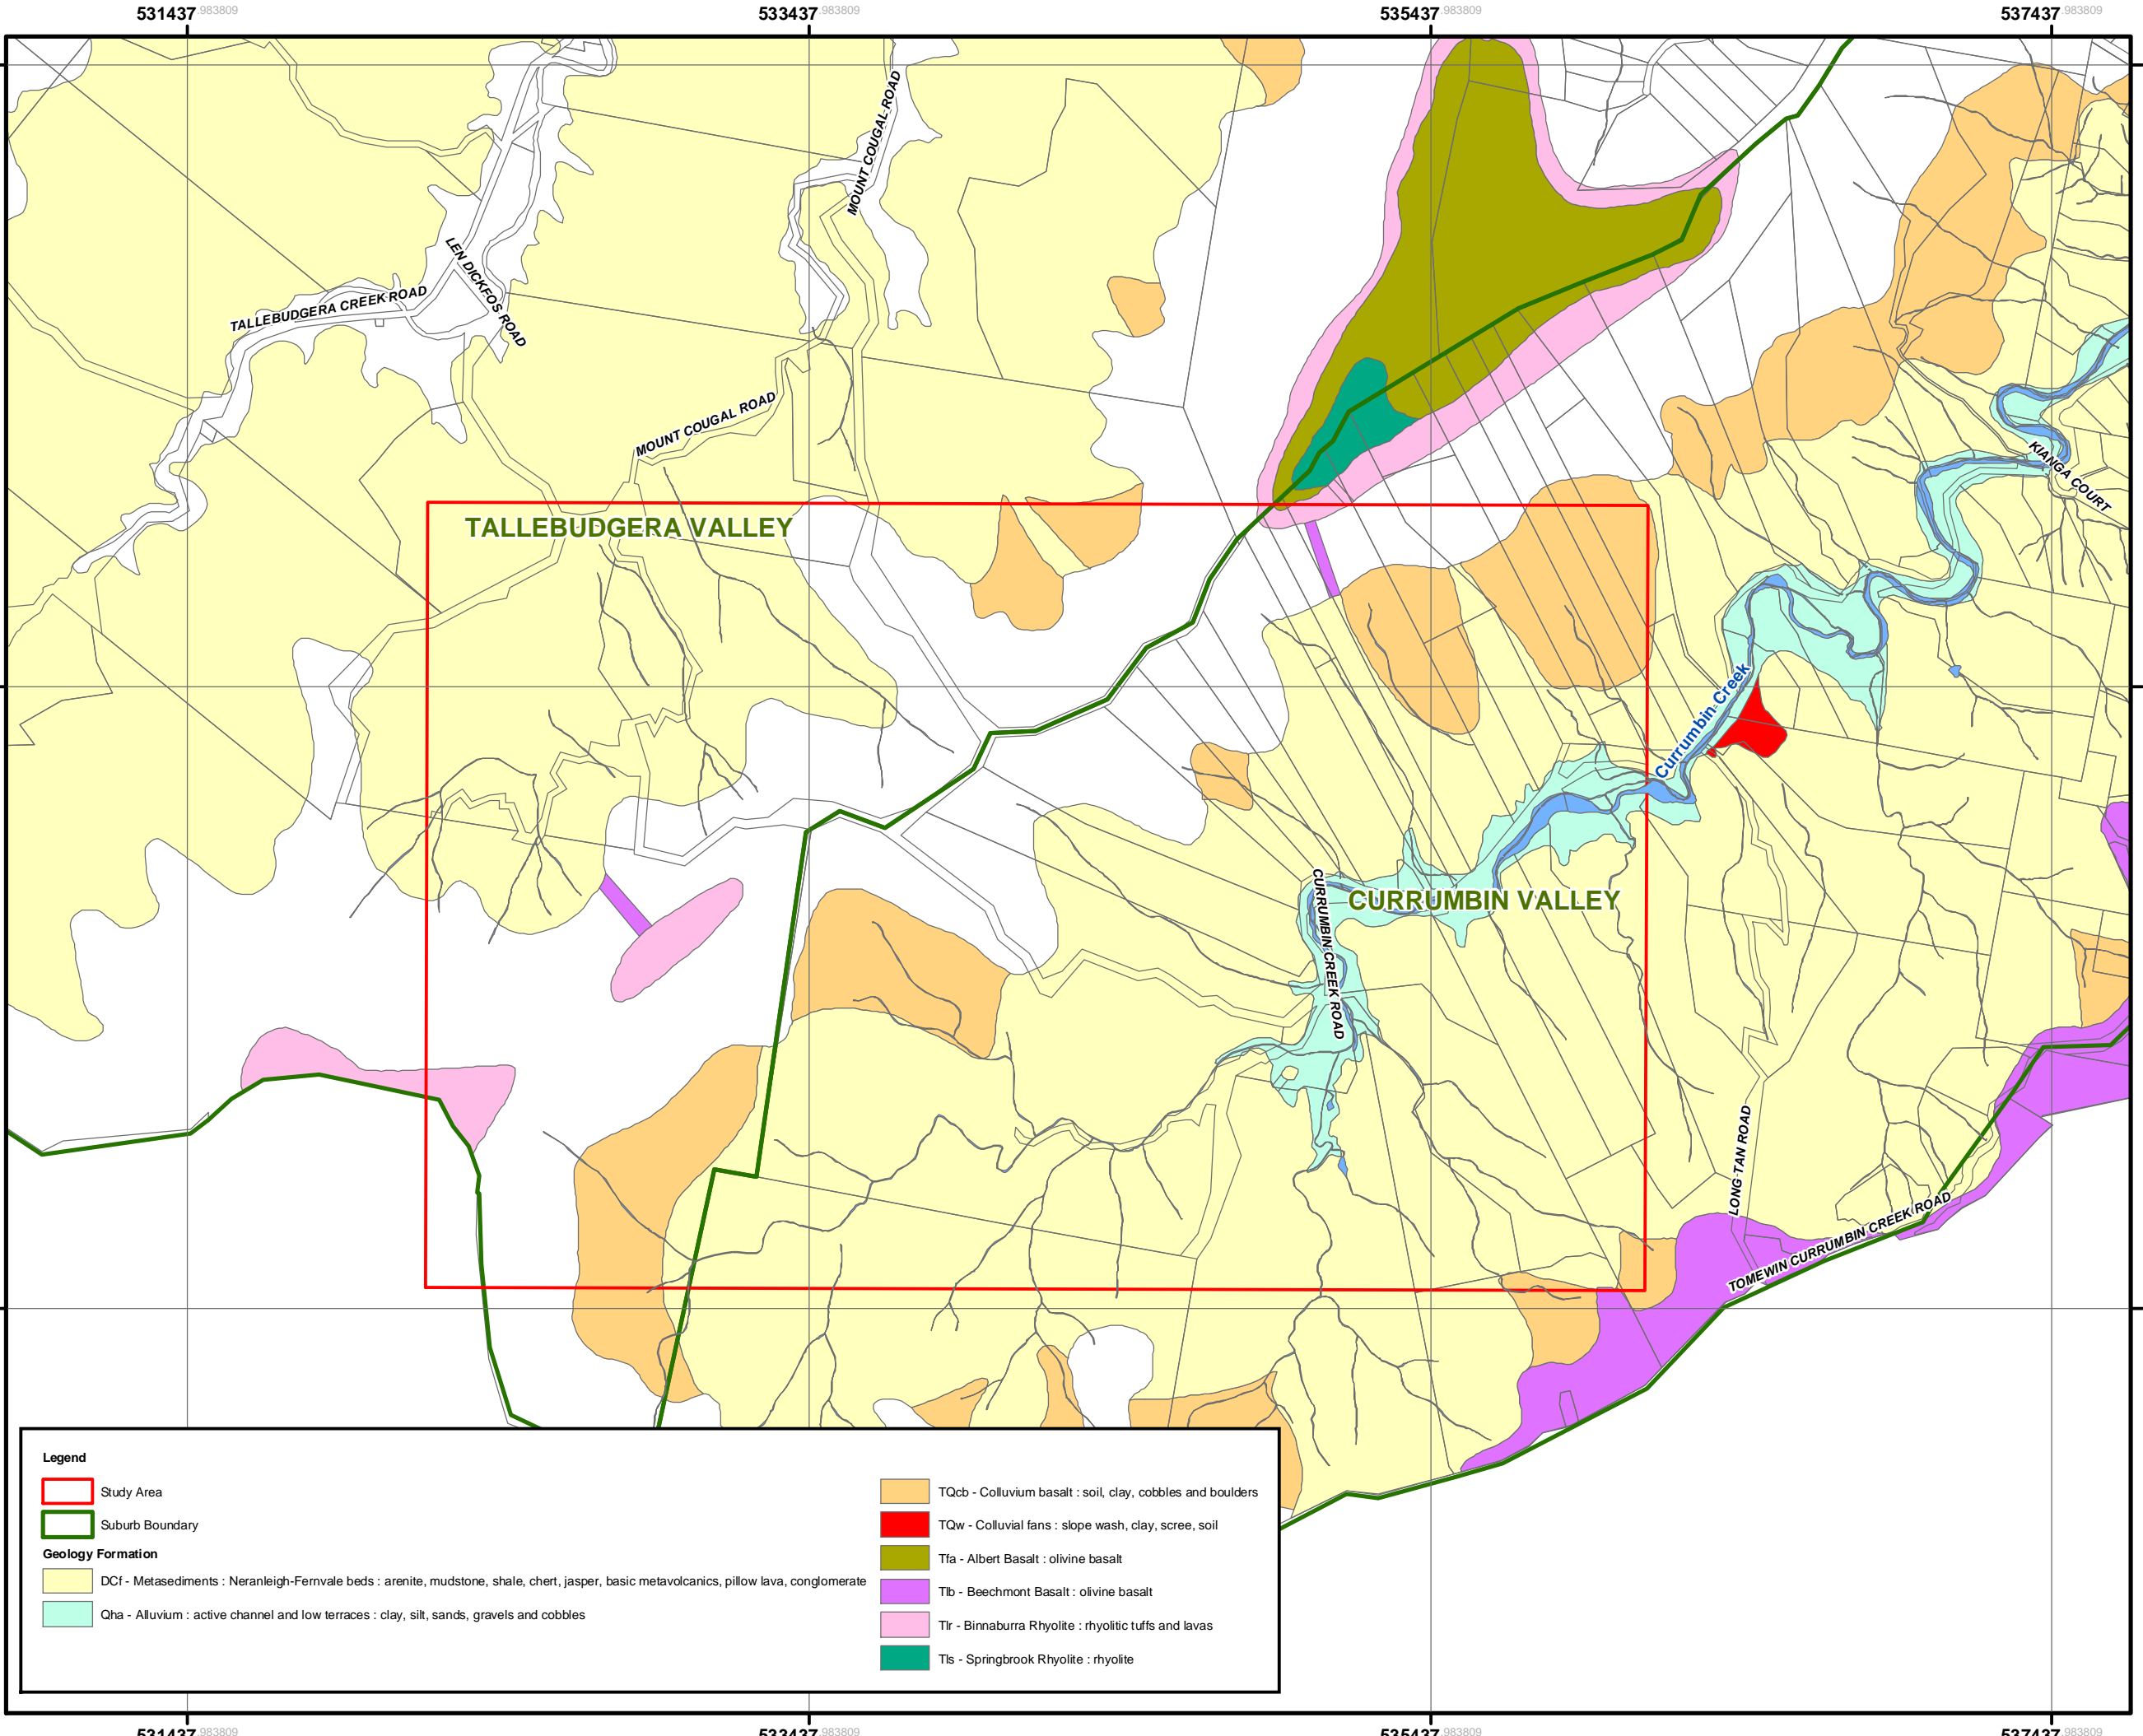 531437.983809
533437.983809
535437.983809
537437.983809
MOUNT COUGAL ROAD
LEN DICKFOS ROAD
TALLEBUDGERA CREEK ROAD
MOUNT COUGAL ROAD
KIANGA COURT
TALLEBUDGERA VALLEY
Currumbin Creek
CURRUMBIN VALLEY
CURRUMBIN CREEK ROAD
LONG TAN ROAD
TOMEWIN CURRUMBIN CREEK ROAD
Legend
Study Area
Suburb Boundary
Geology Formation
DCf - Metasediments : Neranleigh-Fernvale beds : arenite, mudstone, shale, chert, jasper, basic metavolcanics, pillow lava, conglomerate
Qha - Alluvium : active channel and low terraces : clay, silt, sands, gravels and cobbles
TQcb - Colluvium basalt : soil, clay, cobbles and boulders
TQw - Colluvial fans : slope wash, clay, scree, soil
Tfa - Albert Basalt : olivine basalt
Tlb - Beechmont Basalt : olivine basalt
Tlr - Binnaburra Rhyolite : rhyolitic tuffs and lavas
Tls - Springbrook Rhyolite : rhyolite
531437.983809
533437.983809
535437.983809
537437.983809